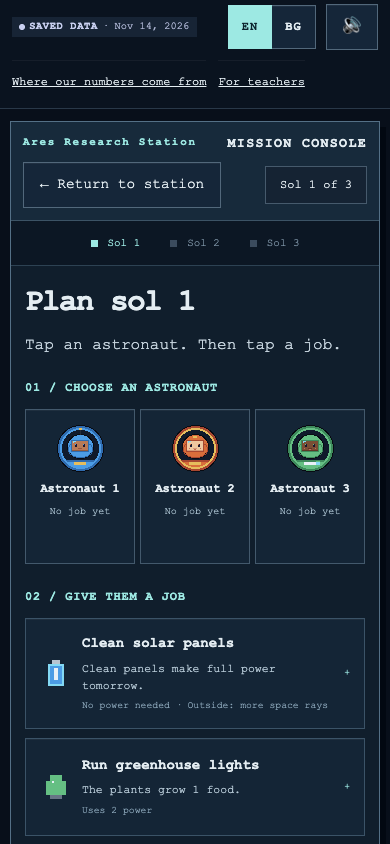 SAVED DATA · Nov 14, 2026
EN BG
Where our numbers come from For teachers
Ares Research Station MISSION CONSOLE
← Return to station Sol 1 of 3
Sol 1 Sol 2 Sol 3
Plan sol 1
Tap an astronaut. Then tap a job.
01 / CHOOSE AN ASTRONAUT
Astronaut 1 Astronaut 2 Astronaut 3
No job yet No job yet No job yet
02 / GIVE THEM A JOB
Clean solar panels
Clean panels make full power
tomorrow.
+
No power needed · Outside: more space rays
Run greenhouse lights
The plants grow 1 food.
+
Uses 2 power